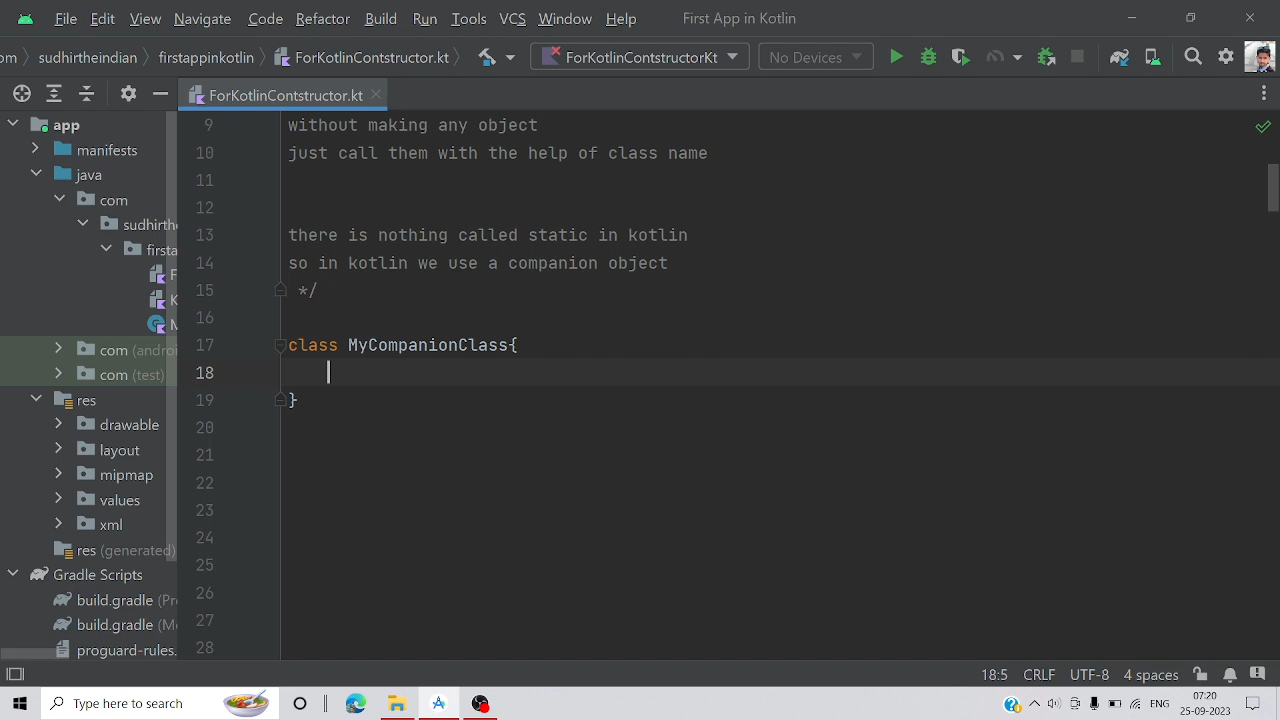 File Edit View Navigate Code Refactor Build Run Tools VCS Window Help First App in Kotlin
om sudhirtheindian firstappinkotlin ForKotlinContstructor.kt ForKotlinContstructorKt No Devices
ForKotlinContstructor.kt
app
manifests
java
com
sudhirthe
firsta
F
K
M
com (androi
com (test)
res
drawable
layout
mipmap
values
xml
res (generated)
Gradle Scripts
build.gradle (Pro
build.gradle (Mo
proguard-rules.
9 without making any object
10 just call them with the help of class name
11
12
13 there is nothing called static in kotlin
14 so in kotlin we use a companion object
15 */
16
17 class MyCompanionClass{
18
19 }
20
21
22
23
24
25
26
27
28
18:5 CRLF UTF-8 4 spaces
Type here to search
ENG
07:20
25-09-2023